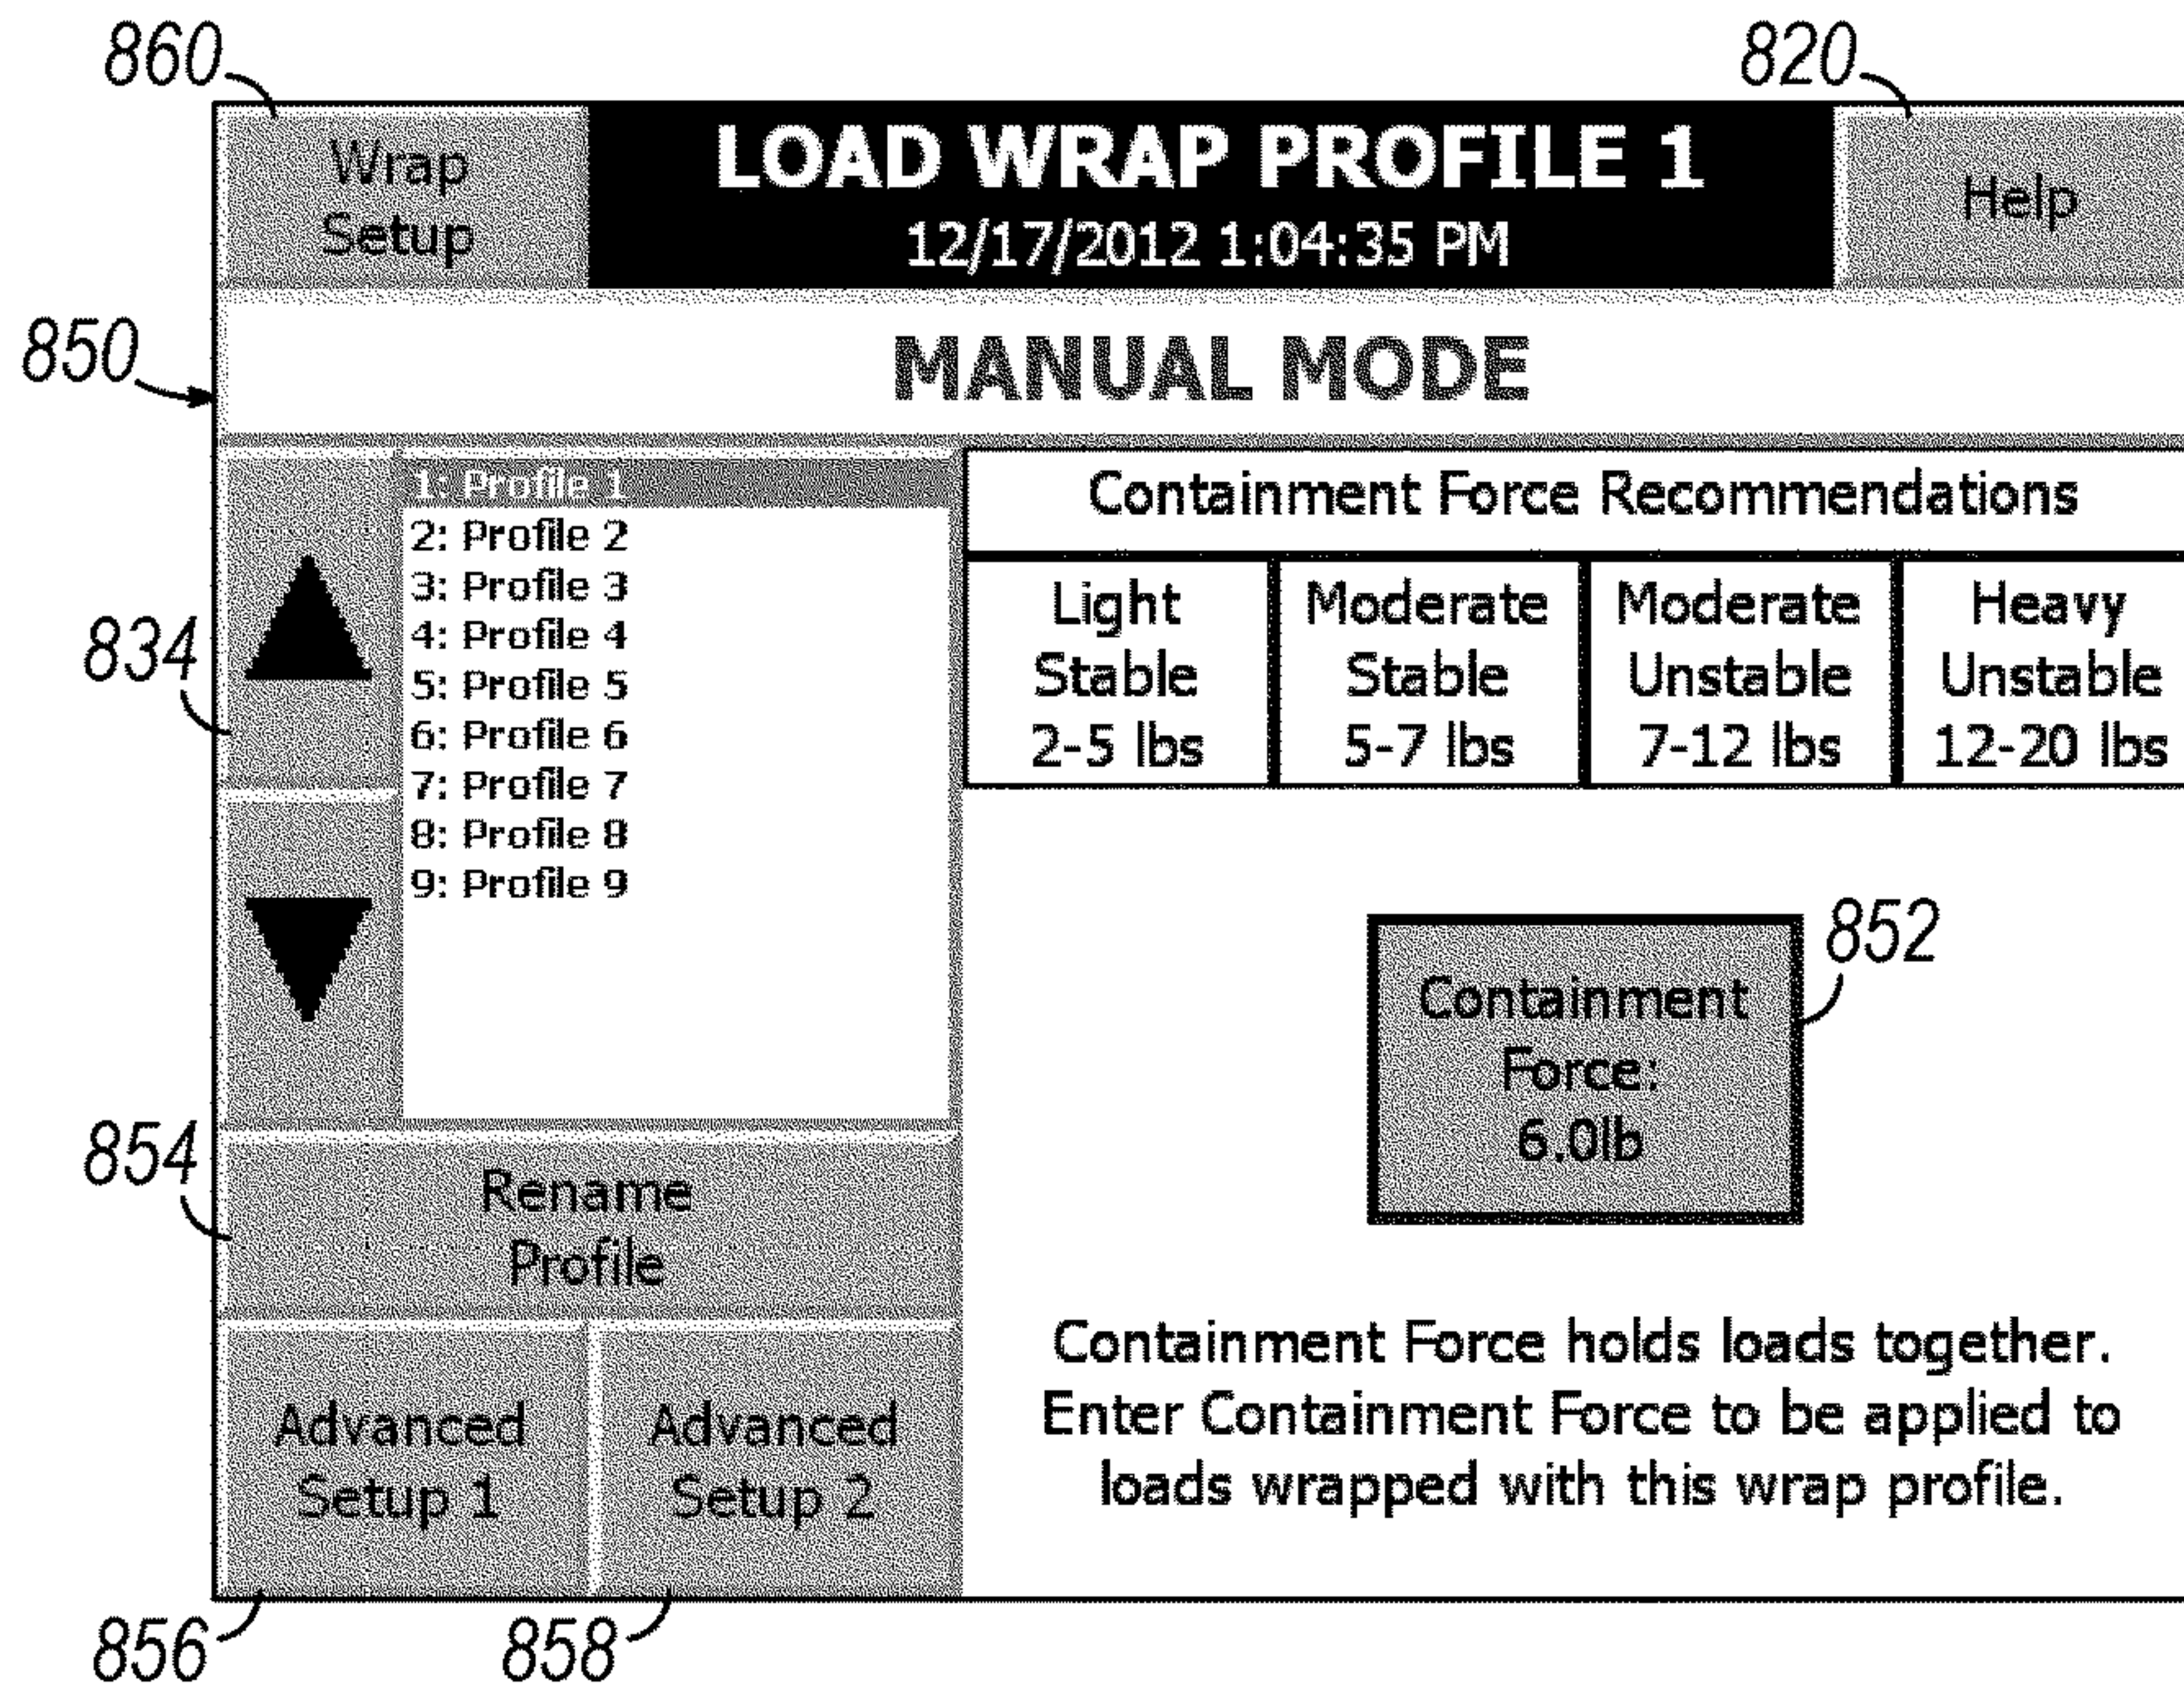 860
820
Wrap
Setup
LOAD WRAP PROFILE 1
12/17/2012 1:04:35 PM
Help
850
MANUAL MODE
834
1: Profile 1
2: Profile 2
3: Profile 3
4: Profile 4
5: Profile 5
6: Profile 6
7: Profile 7
8: Profile 8
9: Profile 9
Containment Force Recommendations
Light
Stable
2-5 lbs
Moderate
Stable
5-7 lbs
Moderate
Unstable
7-12 lbs
Heavy
Unstable
12-20 lbs
852
Containment
Force:
6.0lb
854
Rename
Profile
Advanced
Setup 1
Advanced
Setup 2
Containment Force holds loads together.
Enter Containment Force to be applied to
loads wrapped with this wrap profile.
856
858